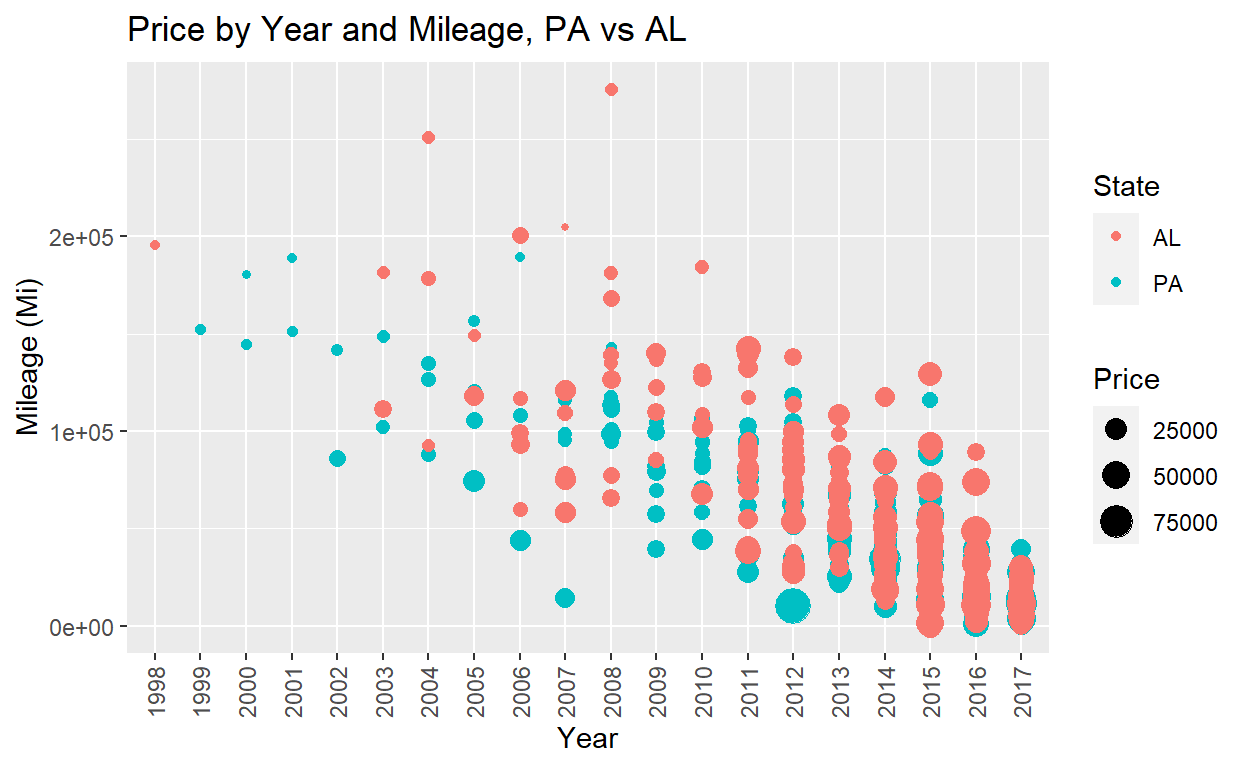 Price by Year and Mileage, PA vs AL
Mileage (Mi)
2e+05
1e+05
0e+00
1998
1999
2000
2001
2002
2003
2004
2005
2006
2007
2008
2009
2010
2011
2012
2013
2014
2015
2016
2017
Year
State
AL
PA
Price
25000
50000
75000